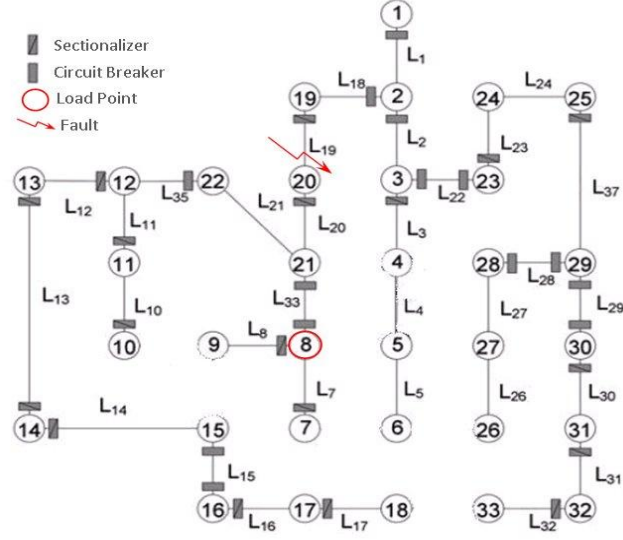 1
Sectionalizer
L1
Circuit Breaker
L18
L24
Load Point
19
2
24
25
Fault
L2
L19
L23
13
12
22
20
3
23
L12
L35
L22
L37
L11
L21
L20
L3
11
21
4
28
29
L13
L33
L28
L10
L4
L27
L29
L8
10
9
8
5
27
30
L7
L5
L26
L30
L14
14
15
7
6
26
31
L15
L31
16
17
18
33
32
L16
L17
L32